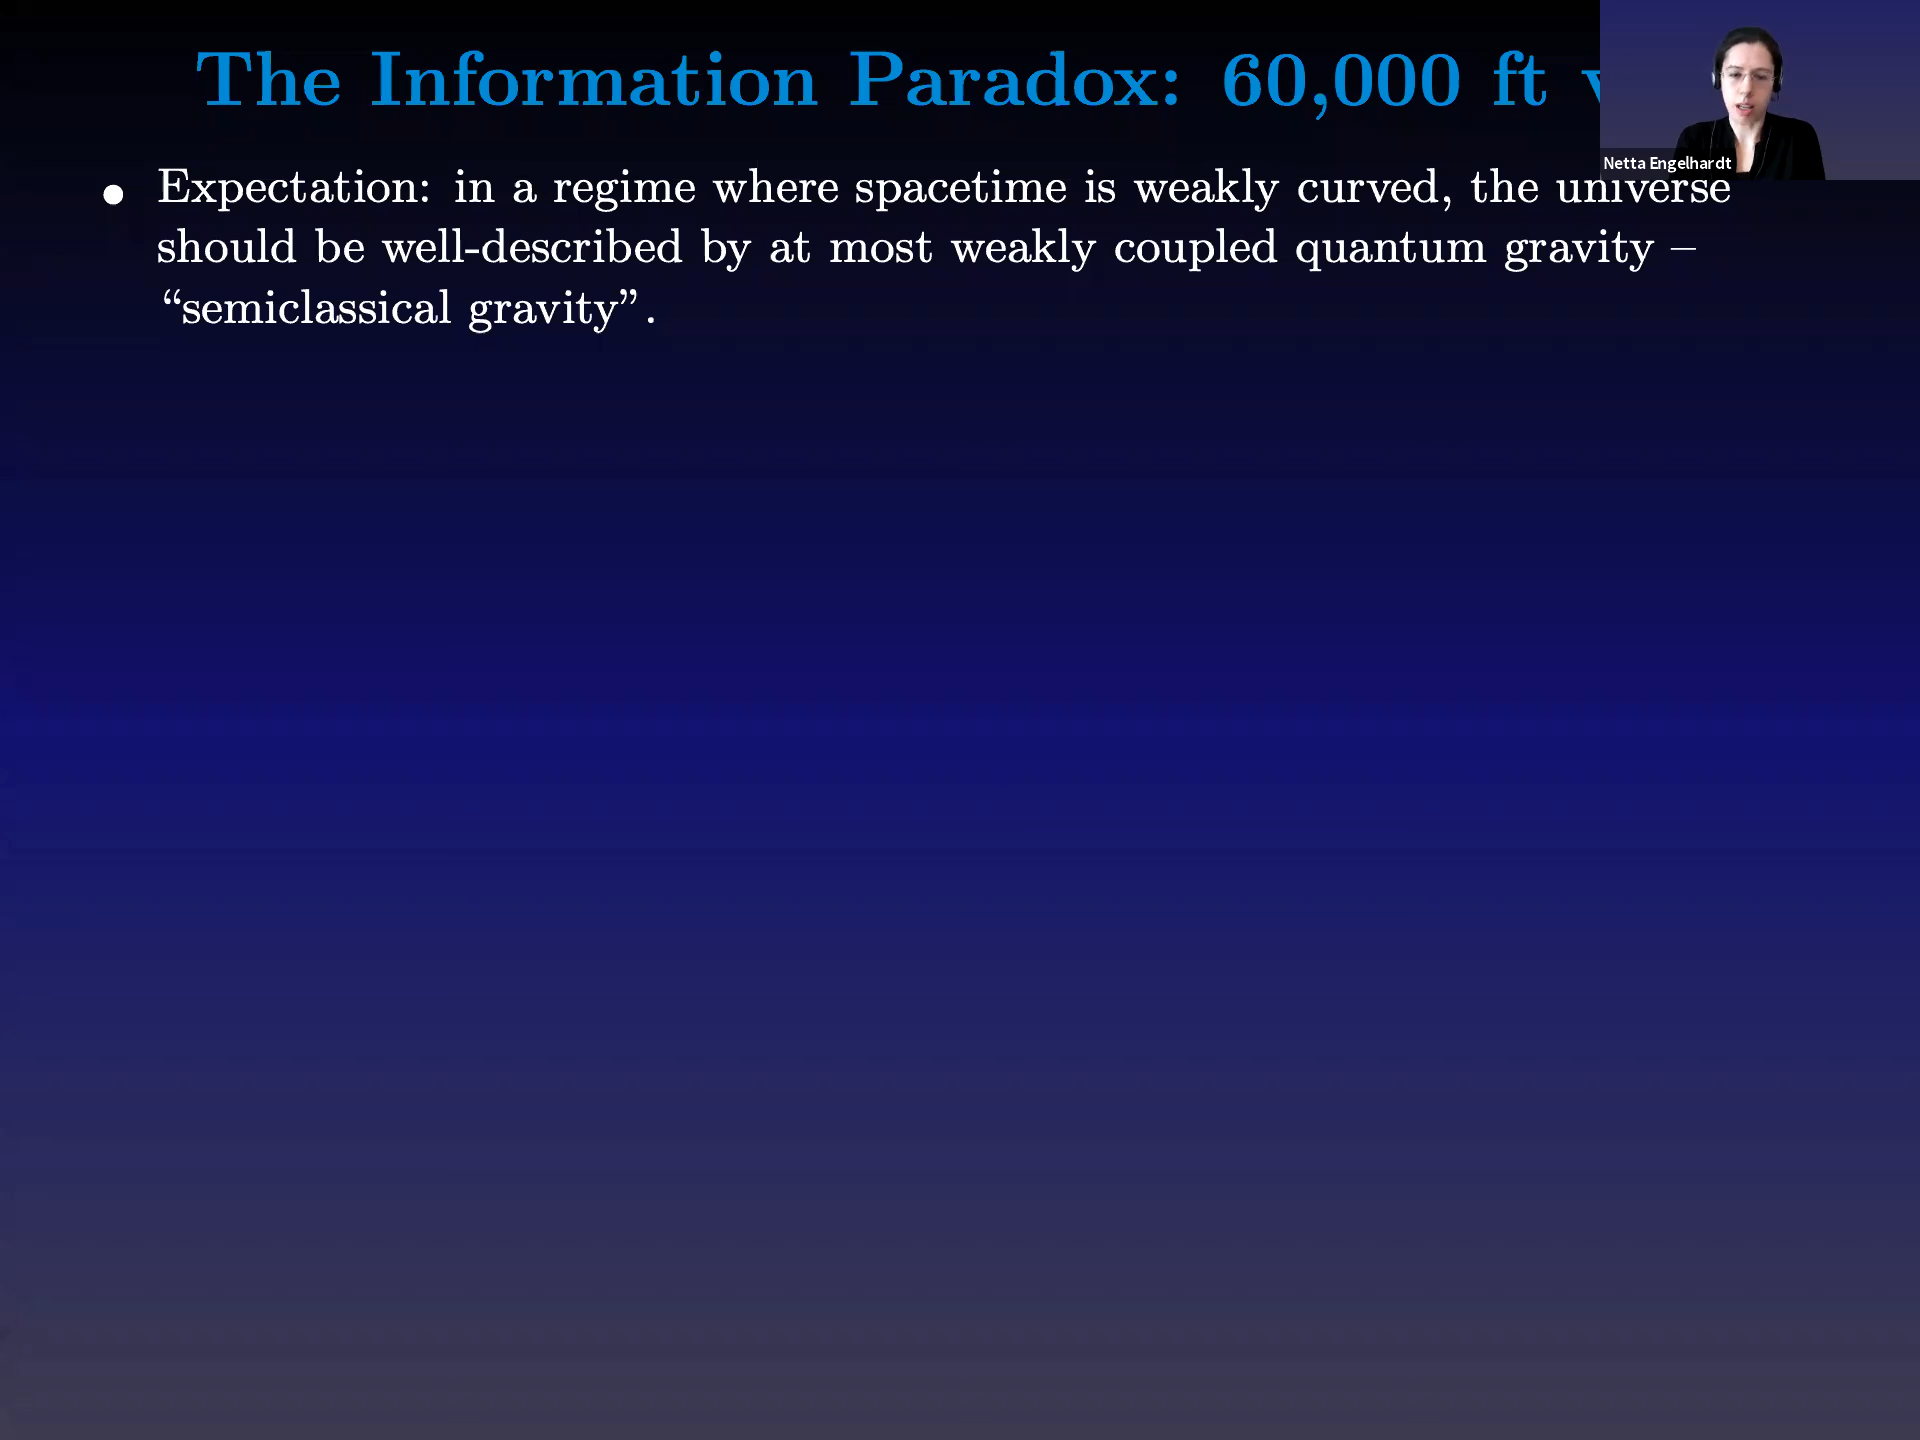 The Information Paradox: 60,000 ft
Netta Engelhardt
• Expectation: in a regime where spacetime is weakly curved, the universe
should be well-described by at most weakly coupled quantum gravity –
“semiclassical gravity”.